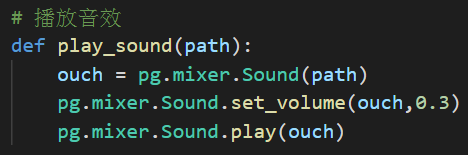 # 播放音效
def play_sound(path):
    ouch = pg.mixer.Sound(path)
    pg.mixer.Sound.set_volume(ouch,0.3)
    pg.mixer.Sound.play(ouch)